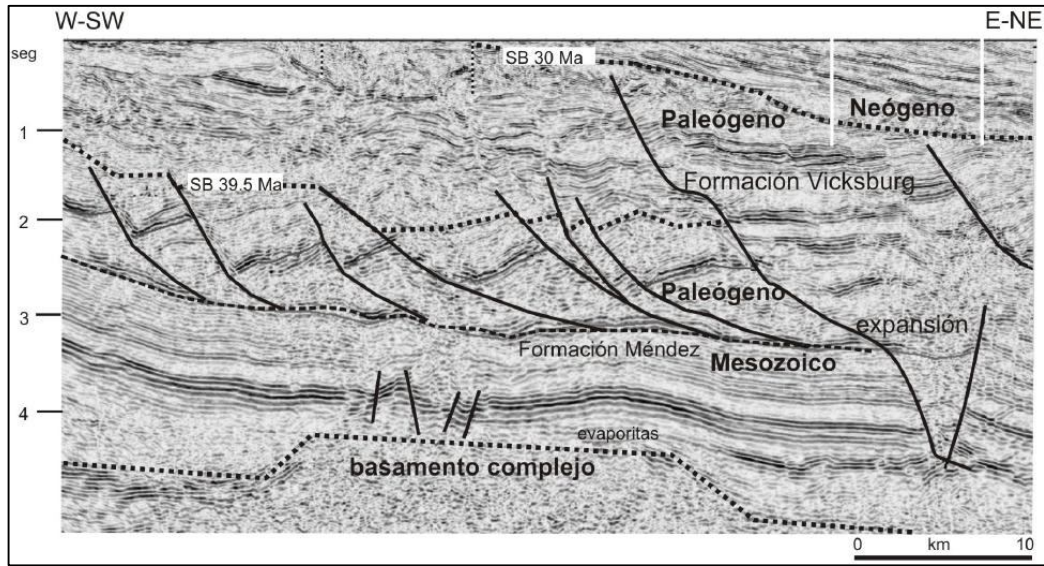 W-SW
E-NE
seg
SB 30 Ma
Paleógeno
Neógeno
1
Formación Vicksburg
SB 39.5 Ma
2
Paleógeno
3
expansión
Formación Méndez
Mesozoico
4
evaporitas
basamento complejo
0 km 10